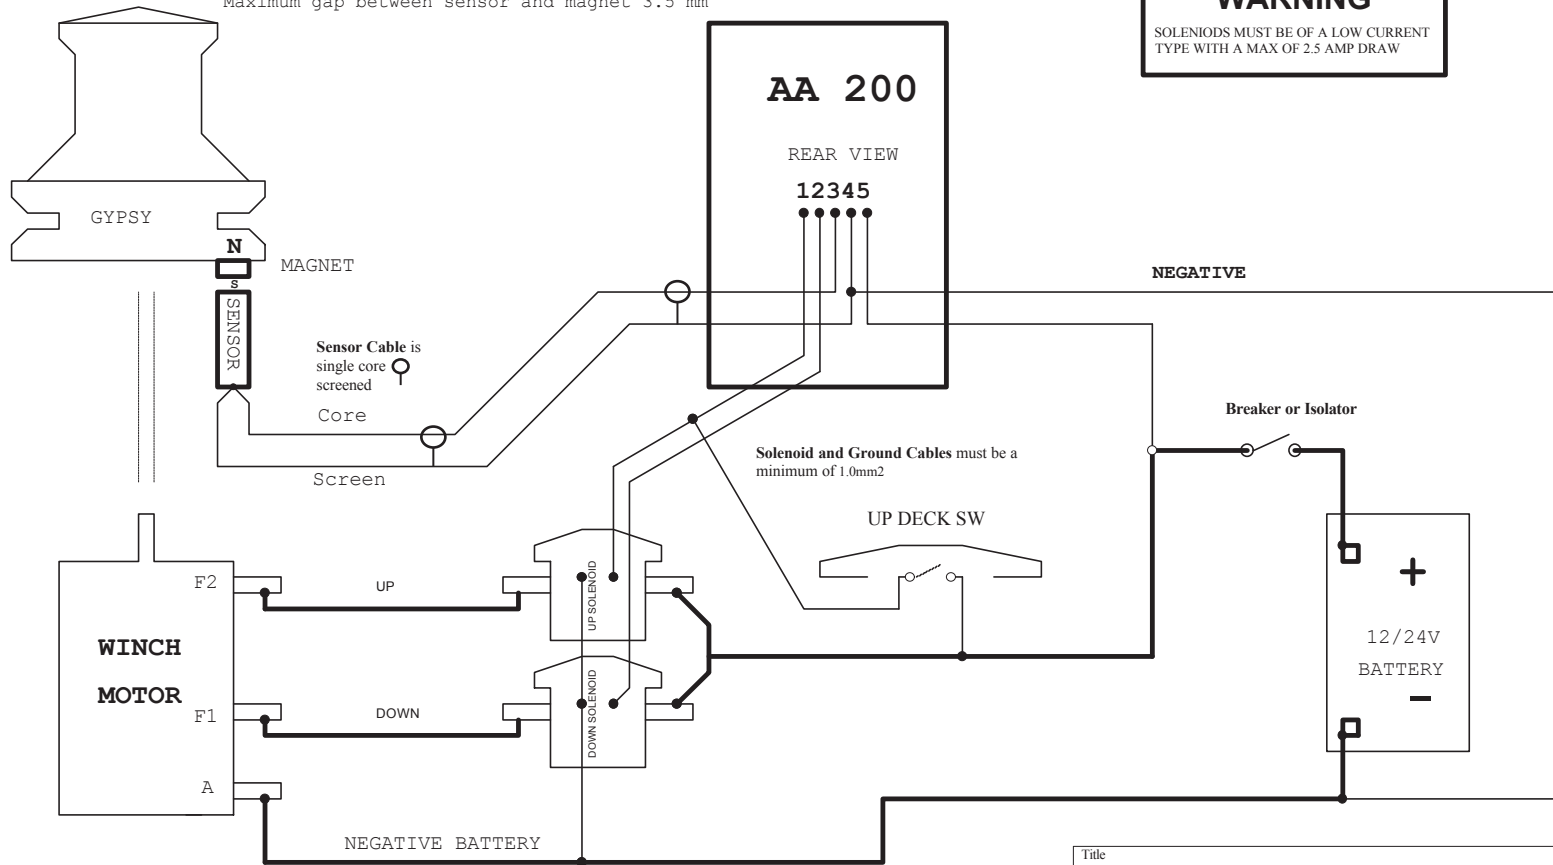 Maximum gap between sensor and magnet 3.5 mm
WARNING
SOLENIODS MUST BE OF A LOW CURRENT
TYPE WITH A MAX OF 2.5 AMP DRAW
AA 200
REAR VIEW
12345
GYPSY
N
MAGNET
S
SENSOR
NEGATIVE
Sensor Cable is
single core
screened
Core
Screen
Breaker or Isolator
Solenoid and Ground Cables must be a
minimum of 1.0mm2
UP DECK SW
F2
UP
UP SOLENOID
+
12/24V
BATTERY
-
WINCH
MOTOR
F1
DOWN
DOWN SOLENOID
A
NEGATIVE BATTERY
Title